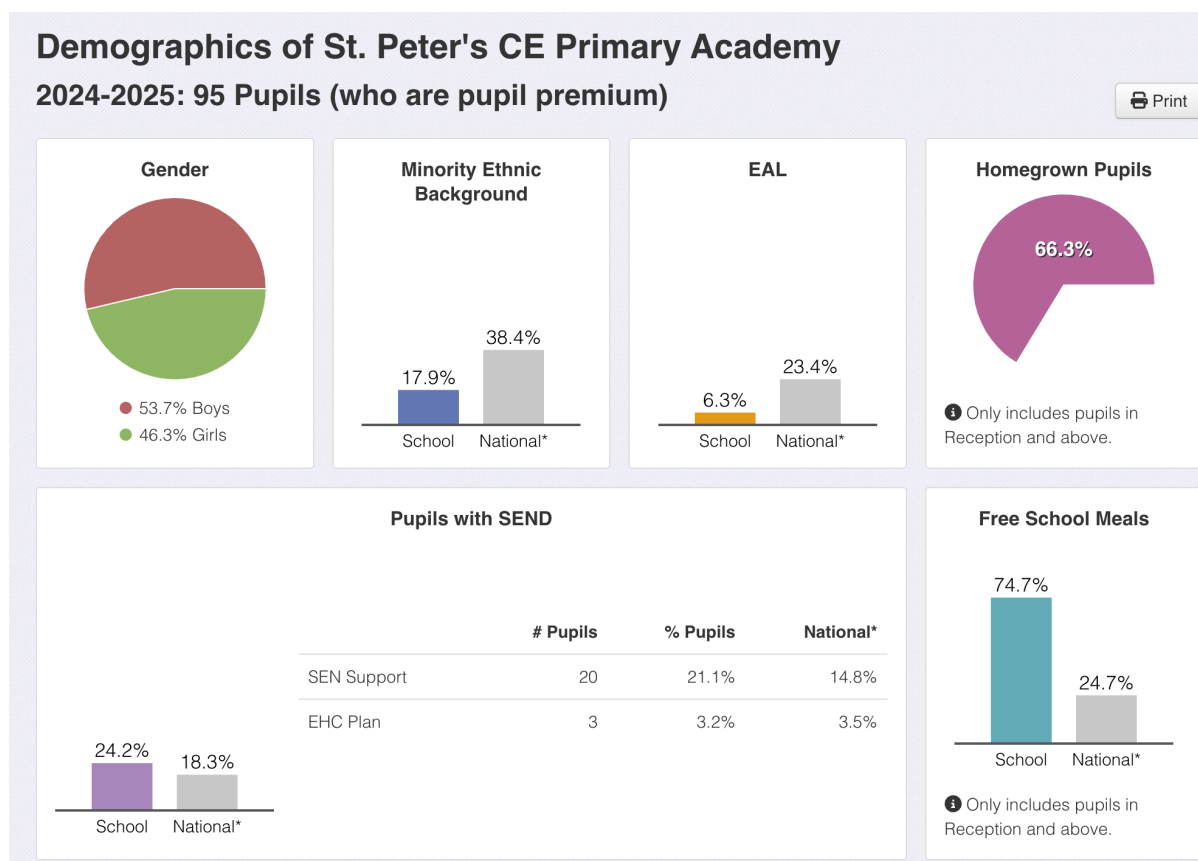 Demographics of St. Peter's CE Primary Academy
2024-2025: 95 Pupils (who are pupil premium)
Print
Gender
53.7% Boys
46.3% Girls
Minority Ethnic
Background
17.9%
38.4%
School
National*
EAL
6.3%
23.4%
School
National*
Homegrown Pupils
66.3%
Only includes pupils in
Reception and above.
Pupils with SEND
24.2%
18.3%
School
National*
# Pupils % Pupils National*
SEN Support 20 21.1% 14.8%
EHC Plan 3 3.2% 3.5%
Free School Meals
74.7%
24.7%
School
National*
Only includes pupils in
Reception and above.